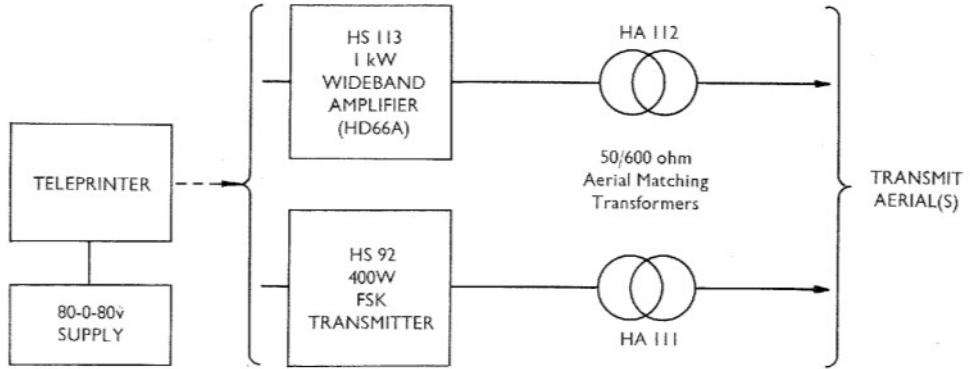 HS 113
1 kW
WIDEBAND
AMPLIFIER
(HD66A)
HA 112
TELEPRINTER
50/600 ohm
Aerial Matching
Transformers
TRANSMIT
AERIAL(S)
80-0-80v
SUPPLY
HS 92
400W
FSK
TRANSMITTER
HA 111